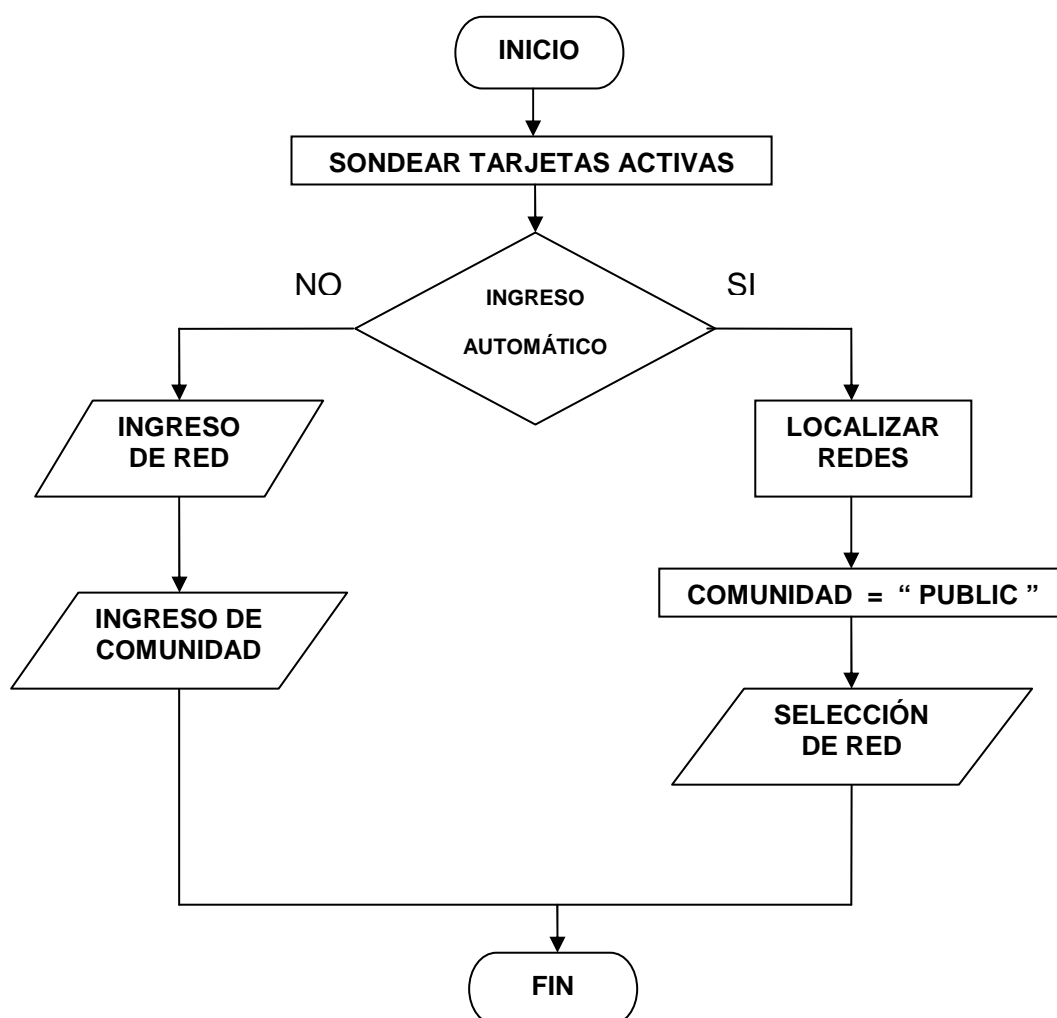 INICIO
SONDEAR TARJETAS ACTIVAS
NO
SI
INGRESO
AUTOMÁTICO
INGRESO
DE RED
LOCALIZAR
REDES
INGRESO DE
COMUNIDAD
COMUNIDAD = “ PUBLIC ”
SELECCIÓN
DE RED
FIN